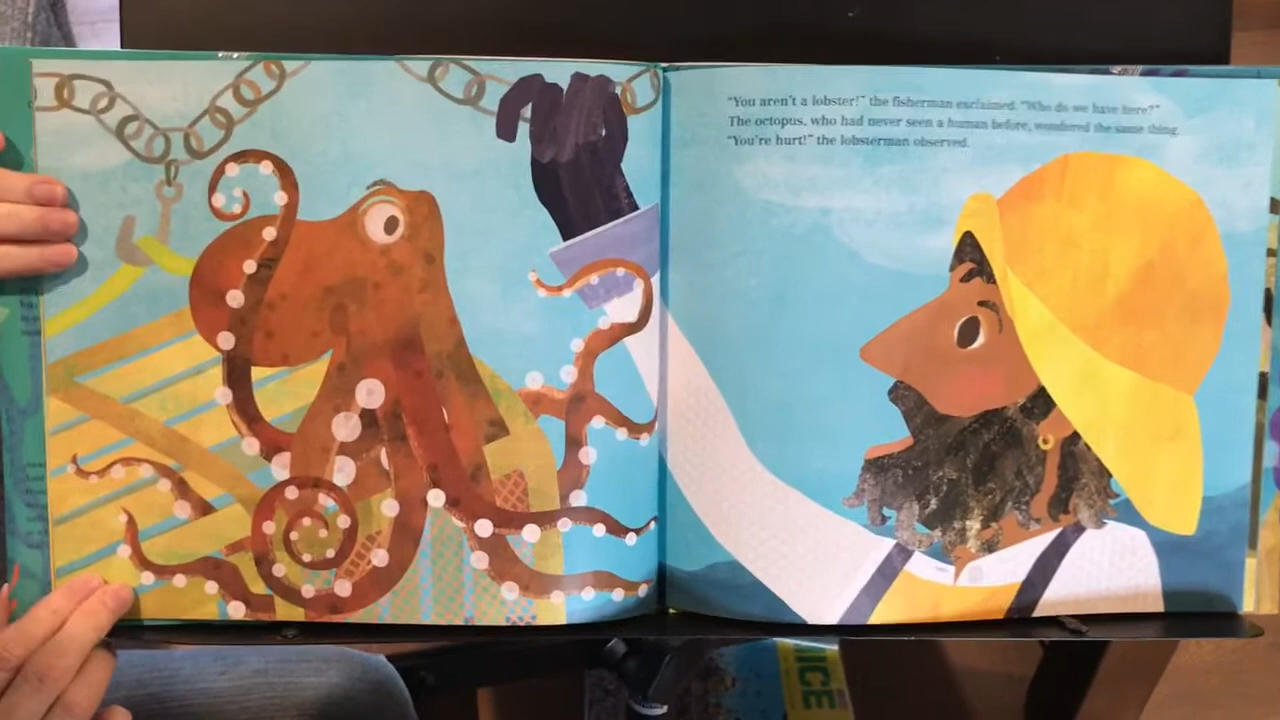 "You aren't a lobster!" the fisherman exclaimed. "Who do we have here?"
The octopus, who had never seen a human before, wondered the same thing.
"You're hurt!" the lobsterman observed.
ICE